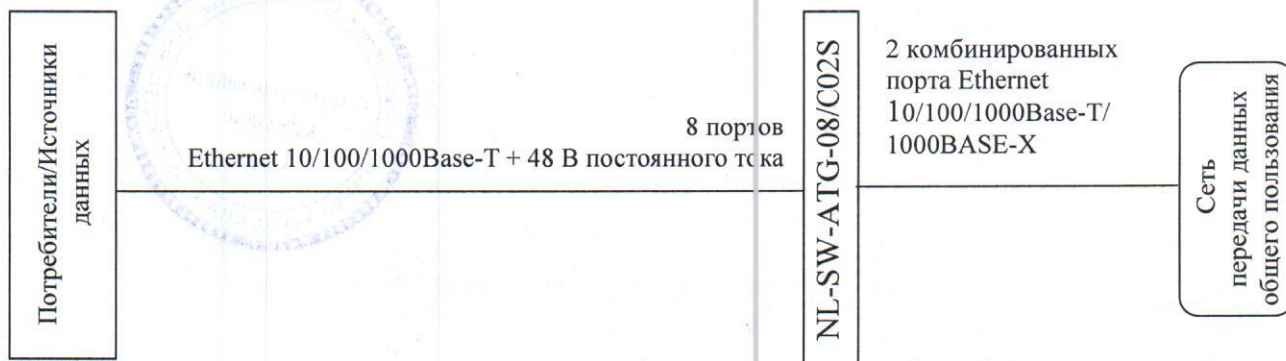 Потребители/Источники
данных
8 портов
Ethernet 10/100/1000Base-T + 48 В постоянного тока
NL-SW-ATG-08/C02S
2 комбинированных
порта Ethernet
10/100/1000Base-T/
1000BASE-X
Сеть
передачи данных
общего пользования